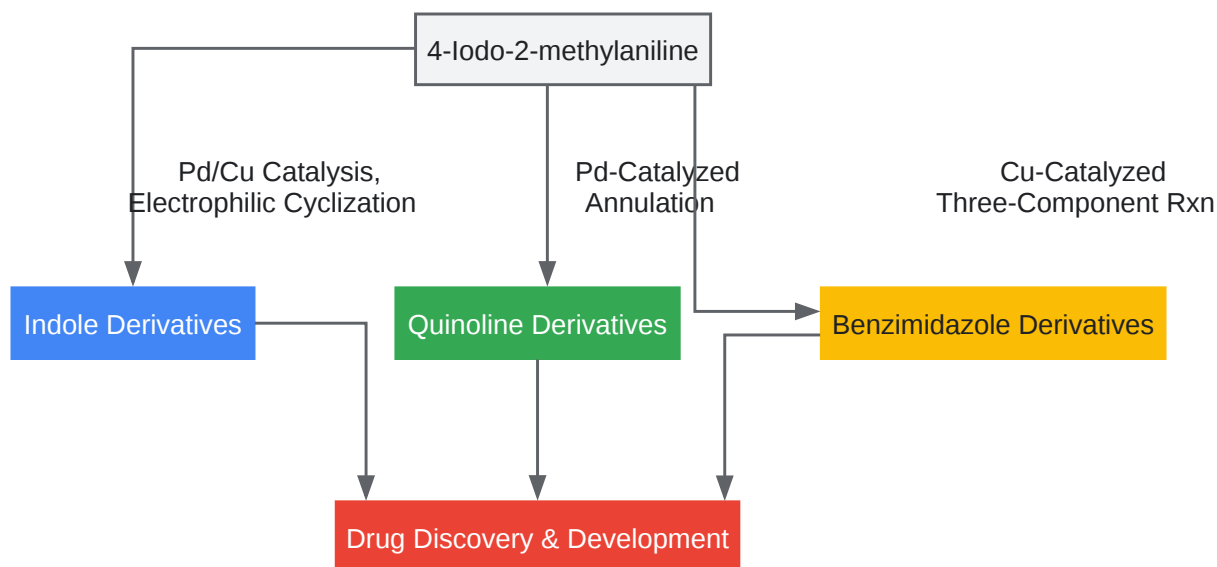 4-Iodo-2-methylaniline
Pd/Cu Catalysis,
Electrophilic Cyclization
Pd-Catalyzed
Annulation
Cu-Catalyzed
Three-Component Rxn
Indole Derivatives
Quinoline Derivatives
Benzimidazole Derivatives
Drug Discovery & Development